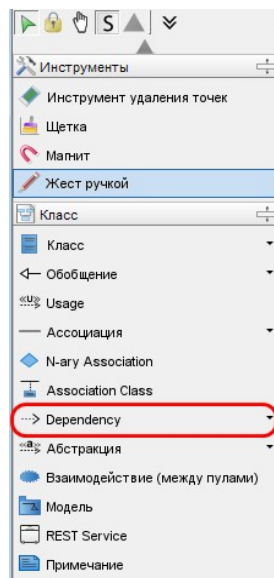 S
Инструменты
Инструмент удаления точек
Щетка
Магнит
Жест ручкой
Класс
Класс
Обобщение
«U» Usage
Ассоциация
N-ary Association
Association Class
Dependency
«a» Абстракция
Взаимодействие (между пулами)
Модель
REST Service
Примечание